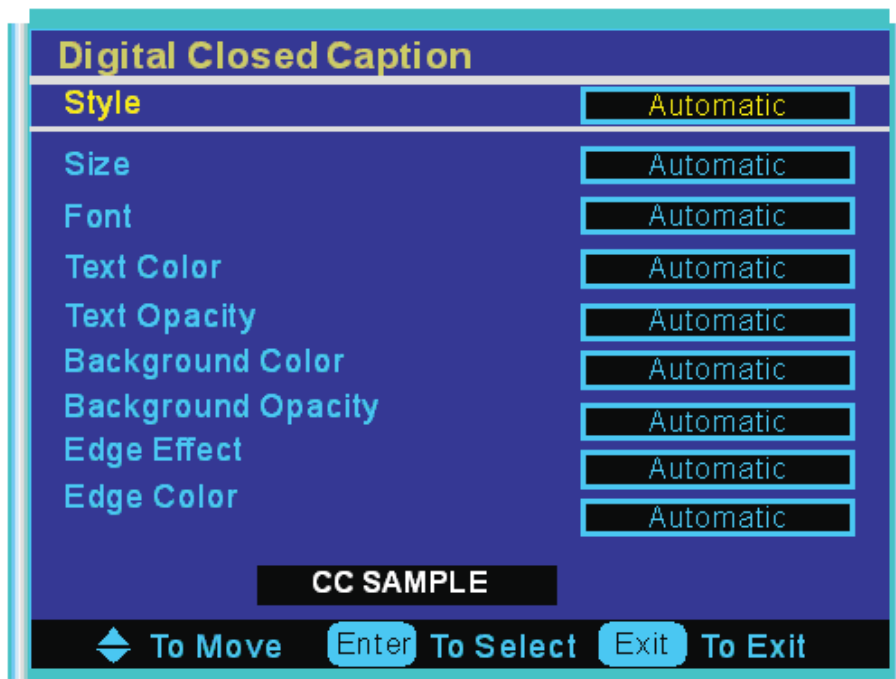 Digital Closed Caption
Style Automatic
Size Automatic
Font Automatic
Text Color Automatic
Text Opacity Automatic
Background Color Automatic
Background Opacity Automatic
Edge Effect Automatic
Edge Color Automatic
CC SAMPLE
To Move Enter To Select Exit To Exit